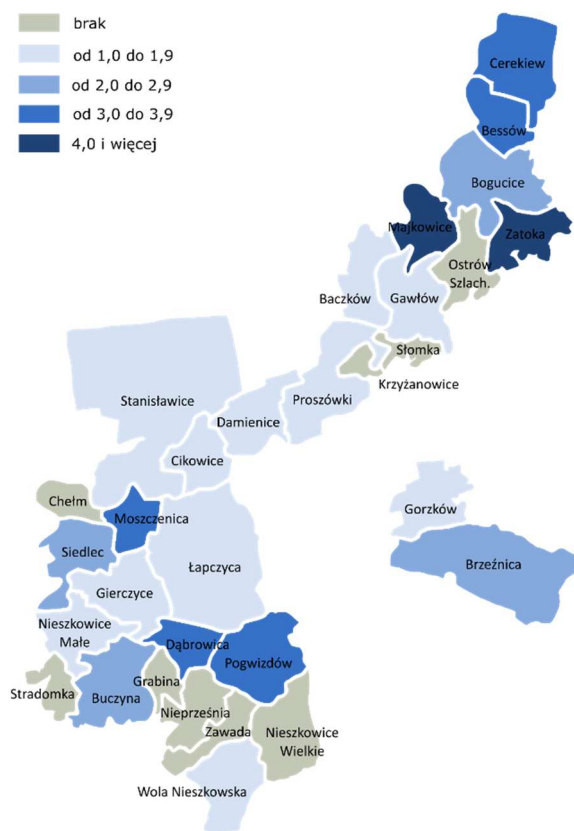 brak
od 1,0 do 1,9
od 2,0 do 2,9
od 3,0 do 3,9
4,0 i więcej
Cerekiew
Bessów
Bogucice
Majkowice
Zatoka
Ostrów
Szlach.
Baczków
Gawłów
Słomka
Krzyżanowice
Proszówki
Stanisławice
Damienice
Cikowice
Chełm
Moszczenica
Siedlec
Łapczyca
Gorzków
Brzeźnica
Gierczyce
Nieszkowice
Małe
Dąbrowica
Pogwizdów
Stradomka
Buczyna
Grabina
Nieprześnia
Zawada
Nieszkowice
Wielkie
Wola Nieszkowska